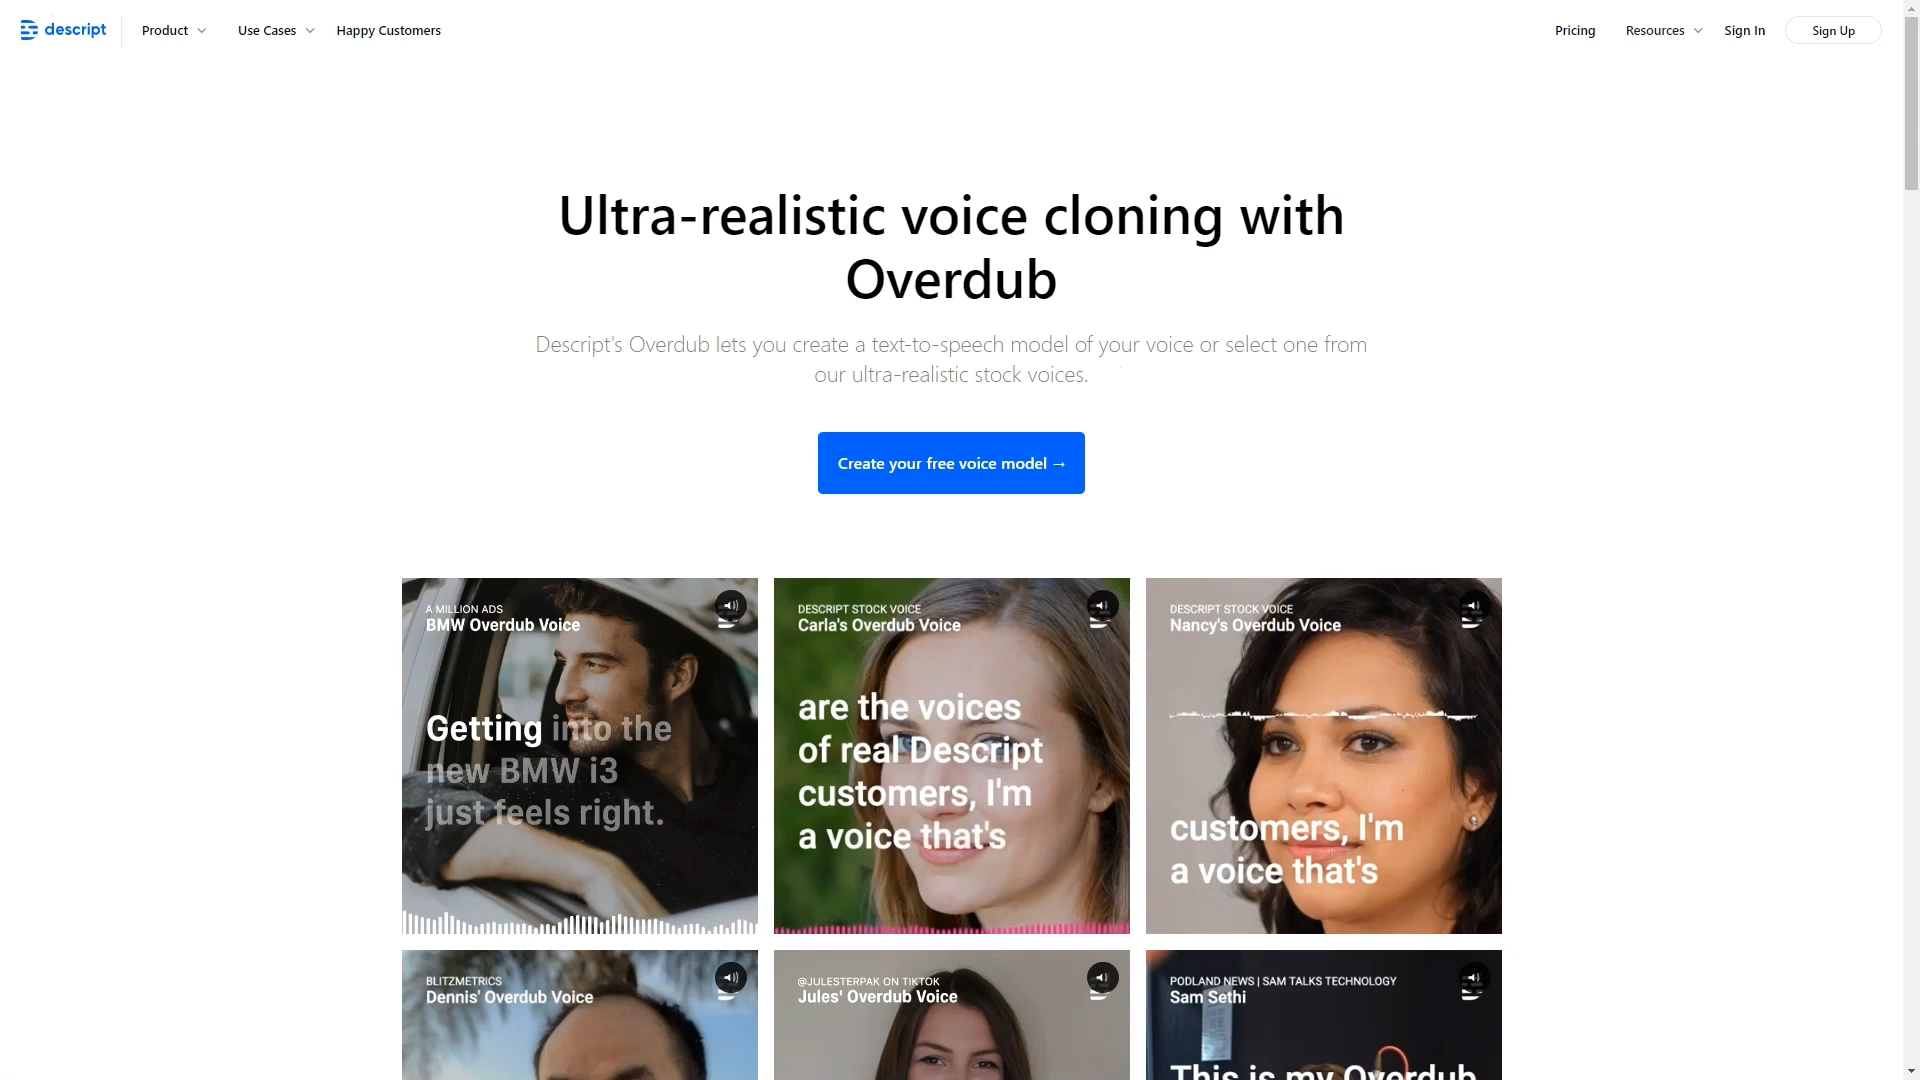 descript
Product
Use Cases
Happy Customers
Pricing
Resources
Sign In
Sign Up
Ultra-realistic voice cloning with
Overdub
Descript's Overdub lets you create a text-to-speech model of your voice or select one from
our ultra-realistic stock voices.
Create your free voice model →
A MILLION ADS
BMW Overdub Voice
Getting into the
new BMW i3
just feels right.
DESCRIPT STOCK VOICE
Carla's Overdub Voice
are the voices
of real Descript
customers, I'm
a voice that's
DESCRIPT STOCK VOICE
Nancy's Overdub Voice
customers, I'm
a voice that's
BLITZMETRICS
Dennis' Overdub Voice
@JULESTERPAK ON TIKTOK
Jules' Overdub Voice
PODLAND NEWS | SAM TALKS TECHNOLOGY
Sam Sethi
This is my Overdub